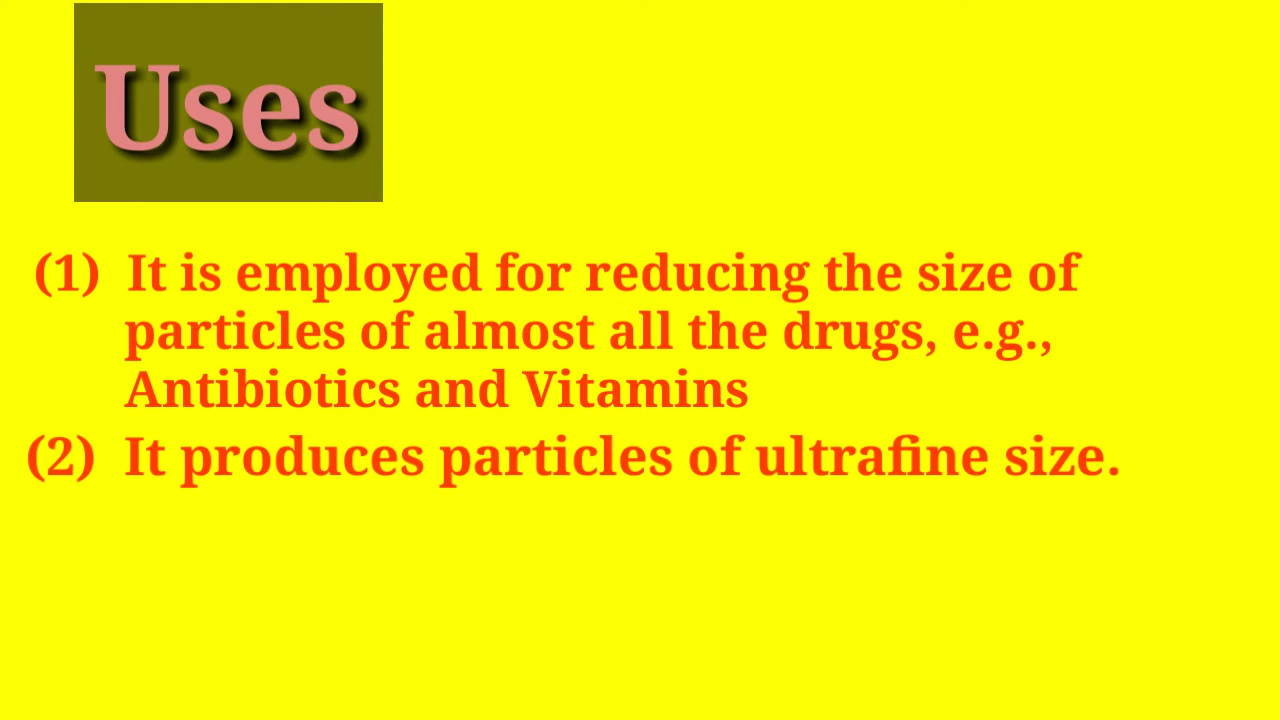 Uses
(1) It is employed for reducing the size of
particles of almost all the drugs, e.g.,
Antibiotics and Vitamins
(2) It produces particles of ultrafine size.